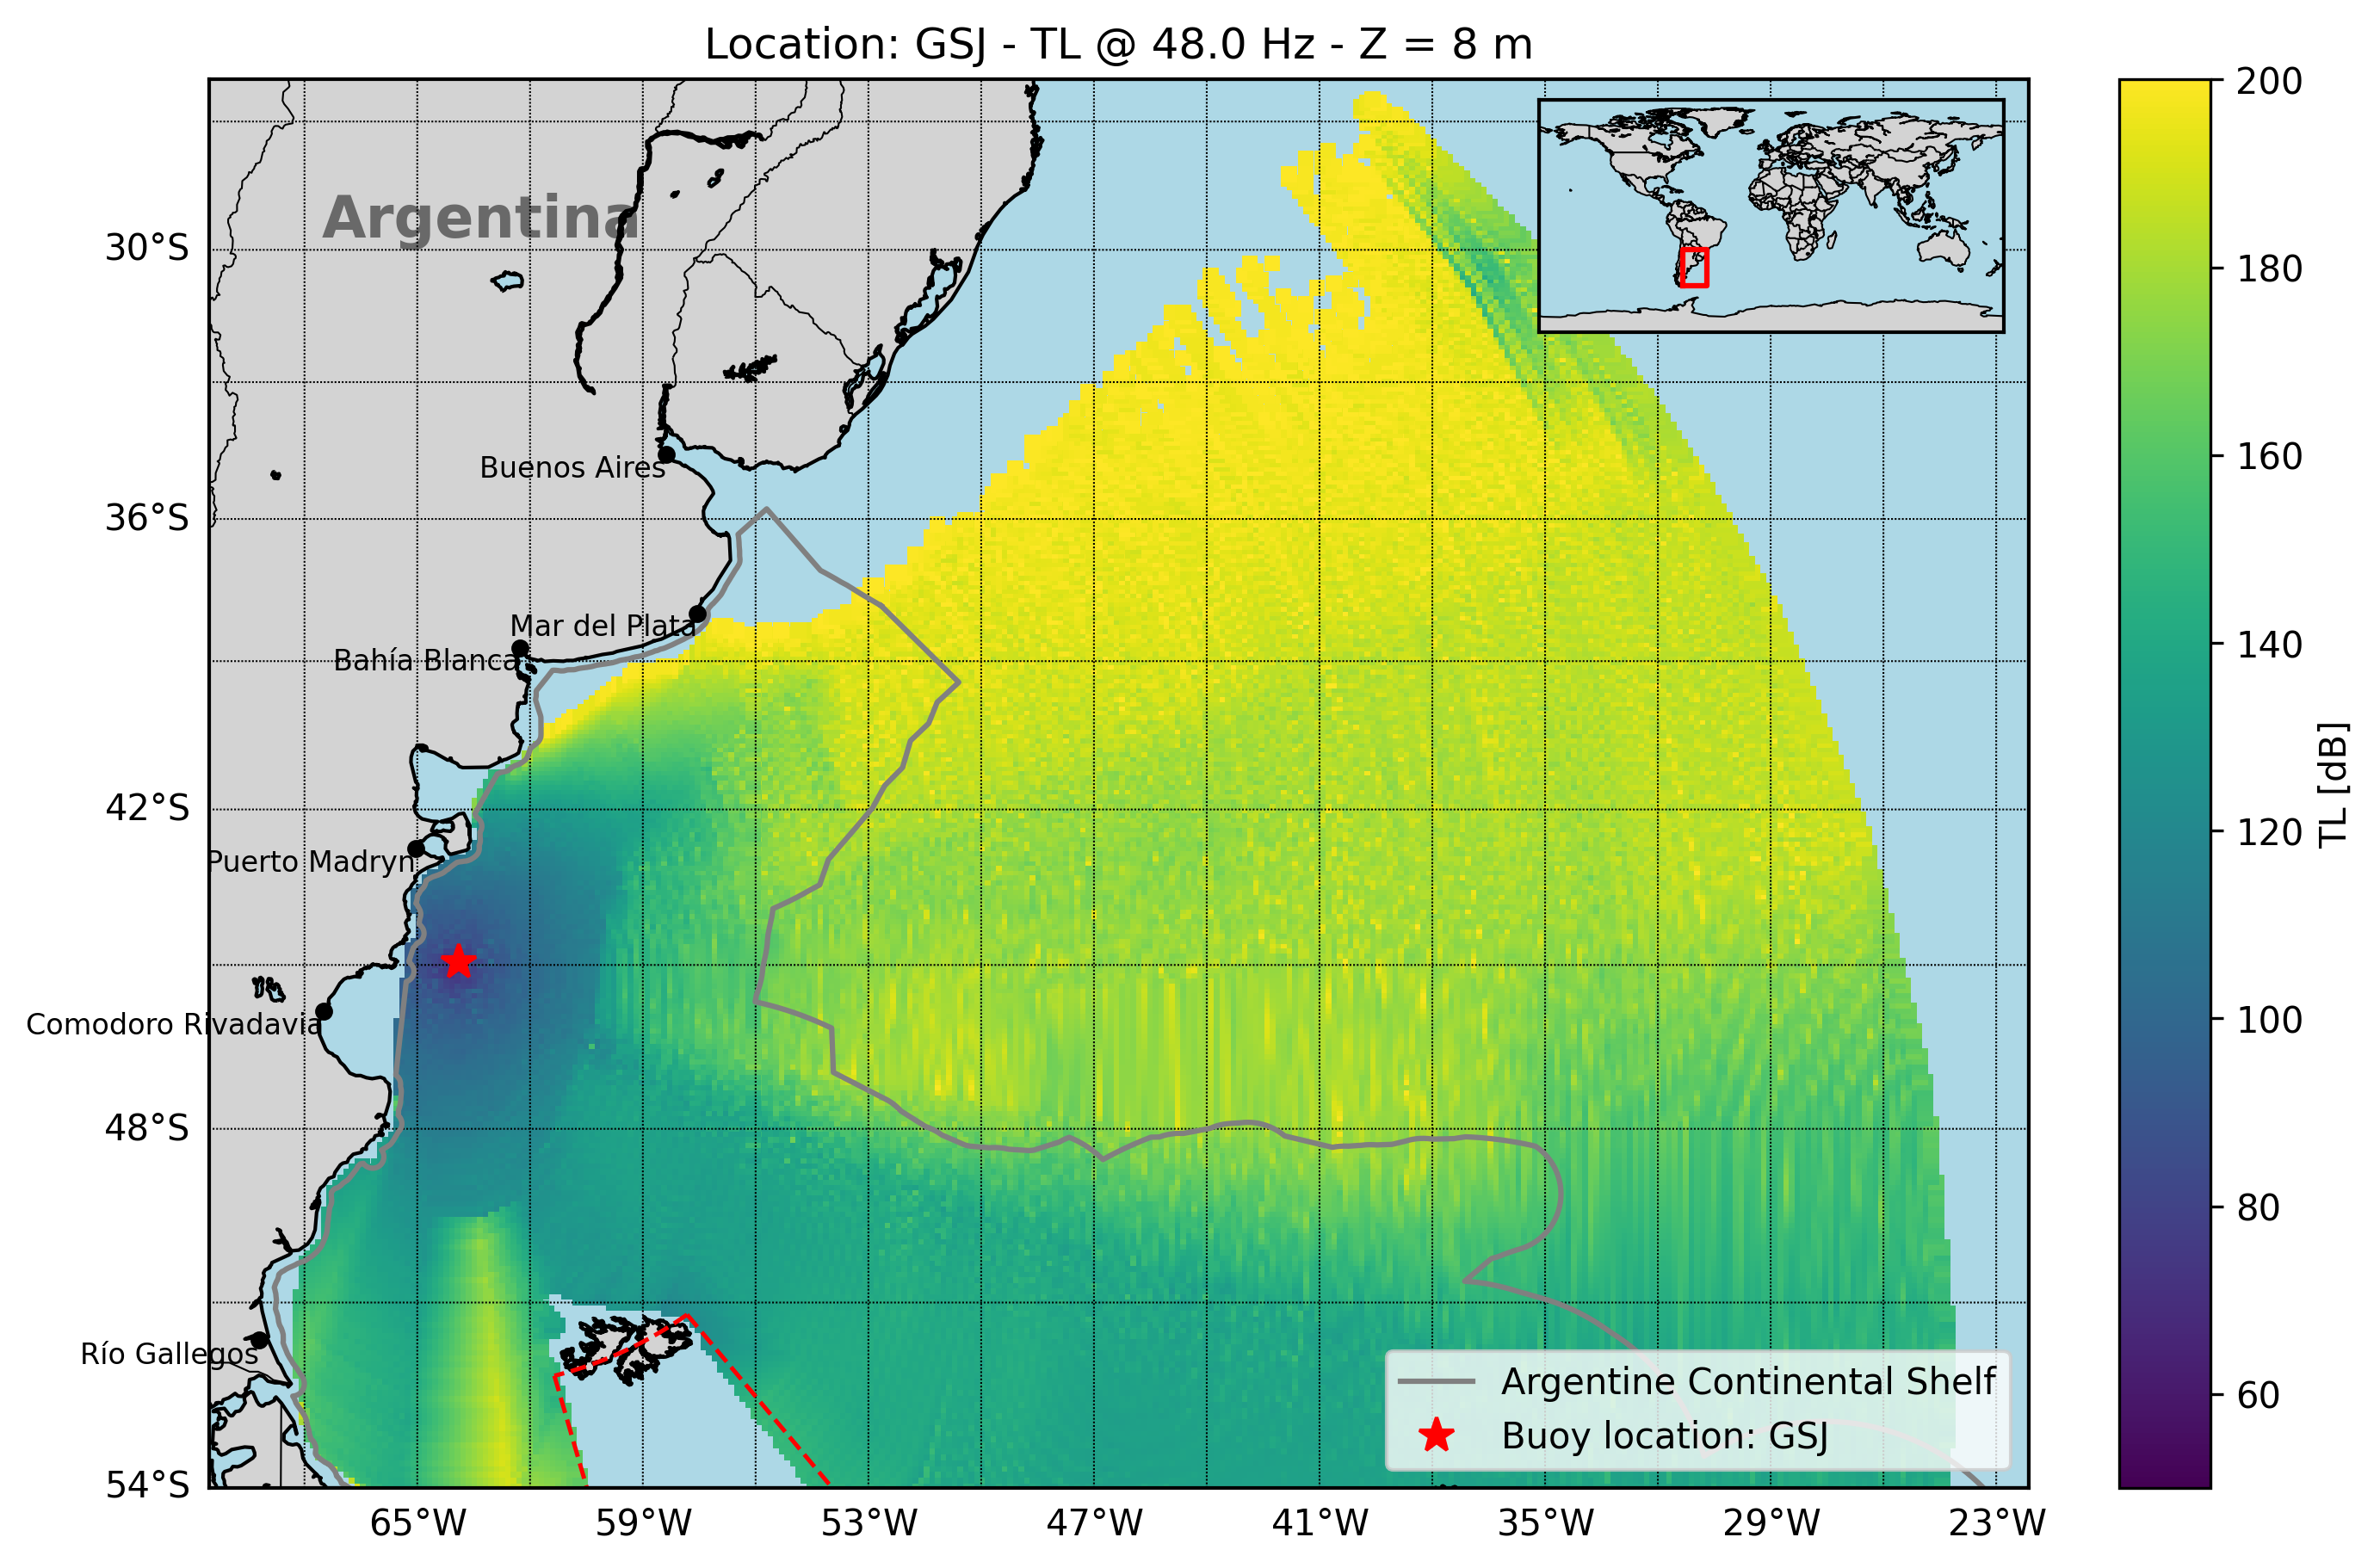 Location: GSJ - TL @ 48.0 Hz - Z = 8 m
Argentina
Buenos Aires
Mar del Plata
Bahía Blanca
Puerto Madryn
Comodoro Rivadavia
Río Gallegos
30°S
36°S
42°S
48°S
54°S
65°W
59°W
53°W
47°W
41°W
35°W
29°W
23°W
Argentine Continental Shelf
Buoy location: GSJ
200
180
160
140
120
100
80
60
TL [dB]